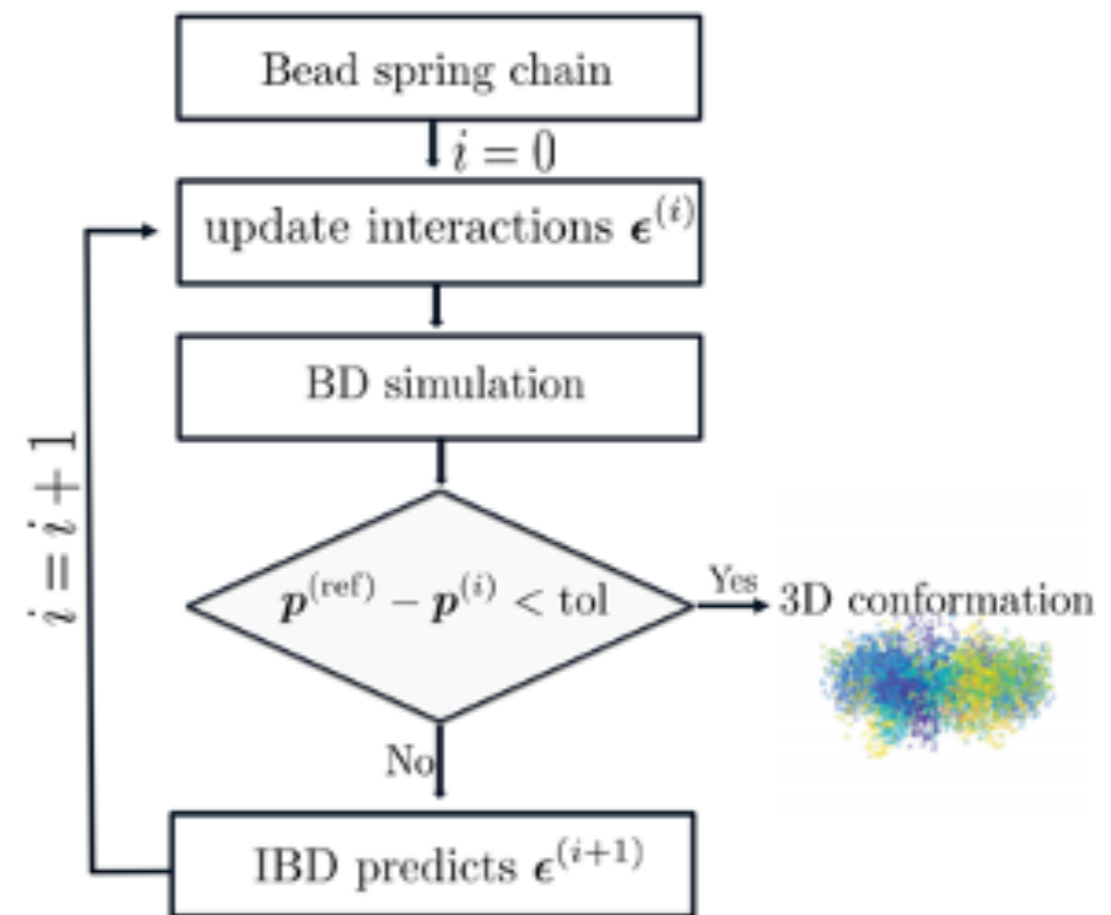 Bead spring chain
i = 0
update interactions ϵ^(i)
BD simulation
i = i + 1
p^(ref) − p^(i) < tol
Yes
3D conformation
No
IBD predicts ϵ^(i+1)